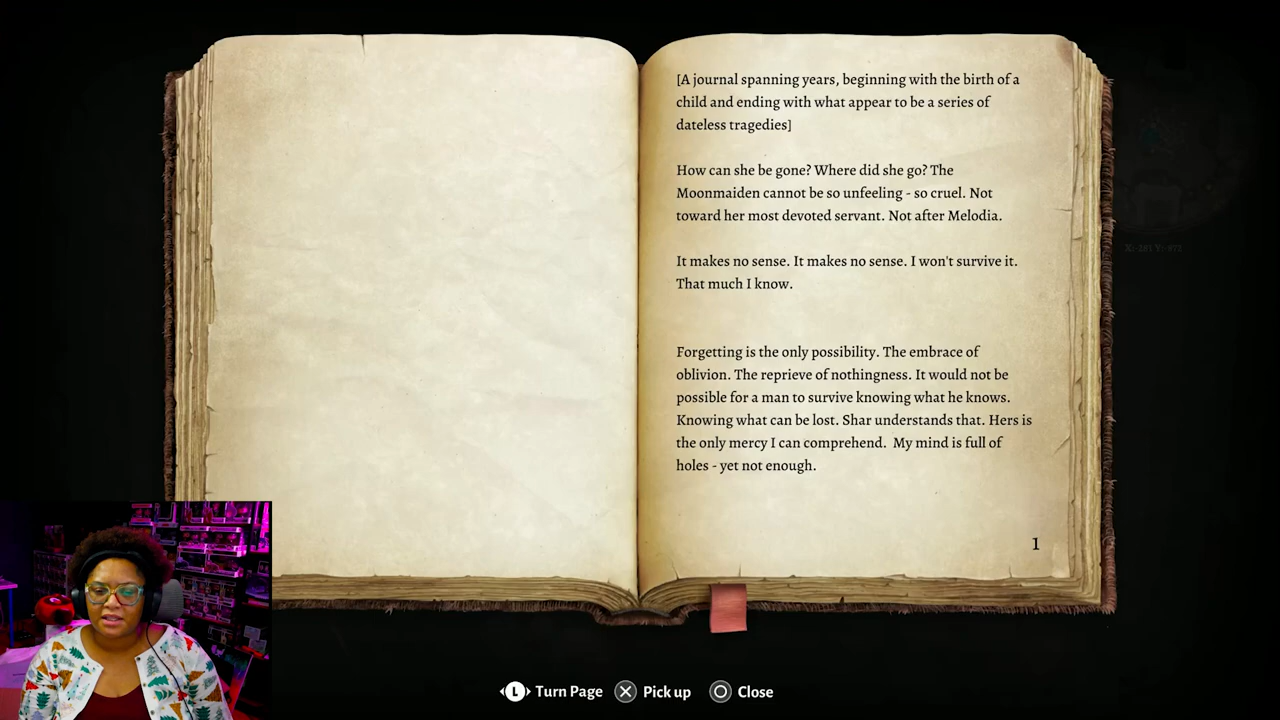 [A journal spanning years, beginning with the birth of a
child and ending with what appear to be a series of
dateless tragedies]
How can she be gone? Where did she go? The
Moonmaiden cannot be so unfeeling - so cruel. Not
toward her most devoted servant. Not after Melodia.
It makes no sense. It makes no sense. I won't survive it.
That much I know.
Forgetting is the only possibility. The embrace of
oblivion. The reprieve of nothingness. It would not be
possible for a man to survive knowing what he knows.
Knowing what can be lost. Shar understands that. Hers is
the only mercy I can comprehend. My mind is full of
holes - yet not enough.
1
L Turn Page Pick up Close